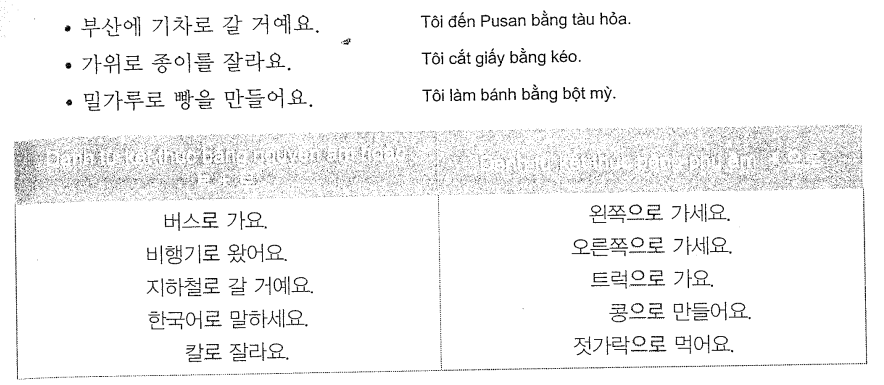 • 부산에 기차로 갈 거예요. Tôi đến Pusan bằng tàu hỏa.
• 가위로 종이를 잘라요. Tôi cắt giấy bằng kéo.
• 밀가루로 빵을 만들어요. Tôi làm bánh bằng bột mỳ.
Danh từ kết thúc bằng nguyên âm hoặc
Danh từ kết thúc bằng phụ âm + 으로
버스로 가요.
비행기로 왔어요.
지하철로 갈 거예요.
한국어로 말하세요.
칼로 잘라요.
왼쪽으로 가세요.
오른쪽으로 가세요.
트럭으로 가요.
콩으로 만들어요.
젓가락으로 먹어요.